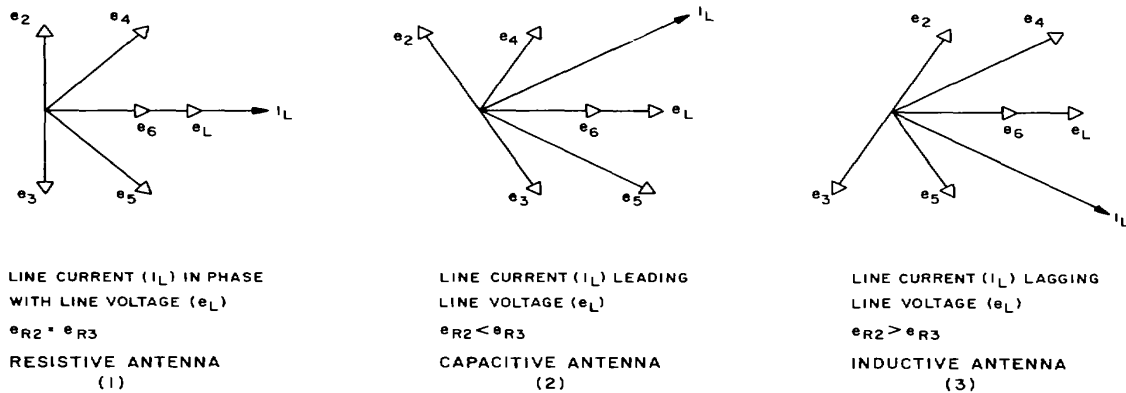 e2
e4
e6
eL
IL
e3
e5
LINE CURRENT (IL) IN PHASE
WITH LINE VOLTAGE (eL)
eR2 = eR3
RESISTIVE ANTENNA
(1)
e2
e4
IL
e6
eL
e3
e5
LINE CURRENT (IL) LEADING
LINE VOLTAGE (eL)
eR2 < eR3
CAPACITIVE ANTENNA
(2)
e2
e4
e6
eL
e3
e5
IL
LINE CURRENT (IL) LAGGING
LINE VOLTAGE (eL)
eR2 > eR3
INDUCTIVE ANTENNA
(3)